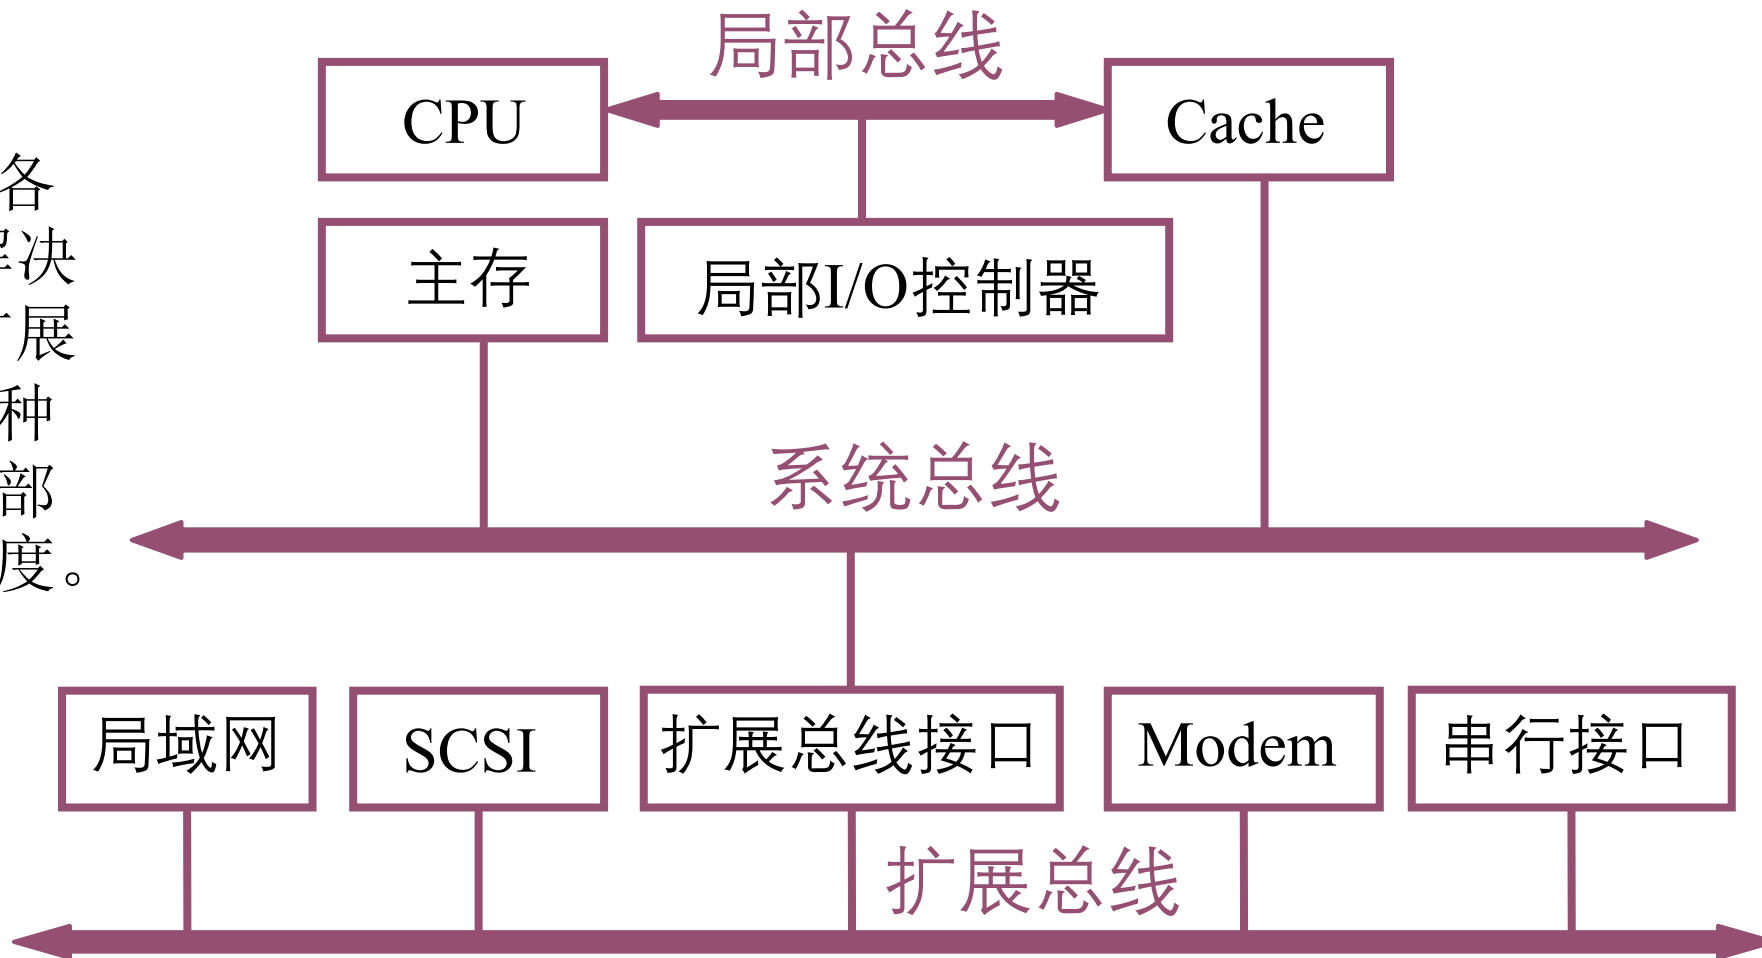 局部总线
CPU
Cache
主存
局部I/O控制器
各
决
展
种
部
度。
系统总线
局域网
SCSI
扩展总线接口
Modem
串行接口
扩展总线